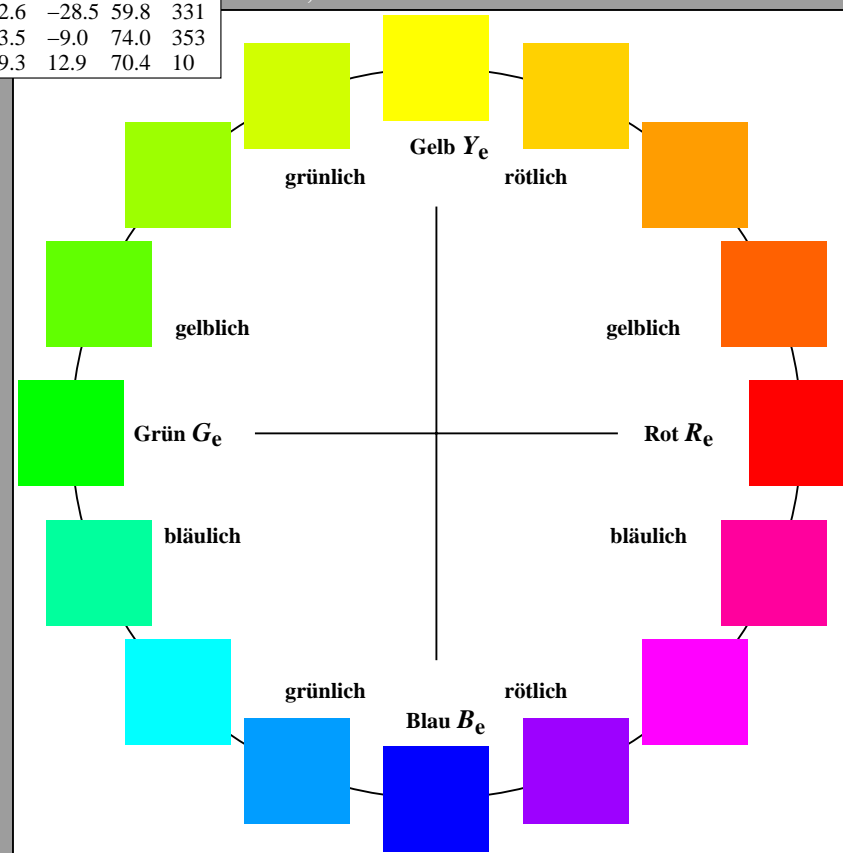 −28.5 59.8 331
−9.0 74.0 353
12.9 70.4 10
Gelb Ye
grünlich rötlich
gelblich gelblich
Grün Ge Rot Re
bläulich bläulich
grünlich rötlich
Blau Be